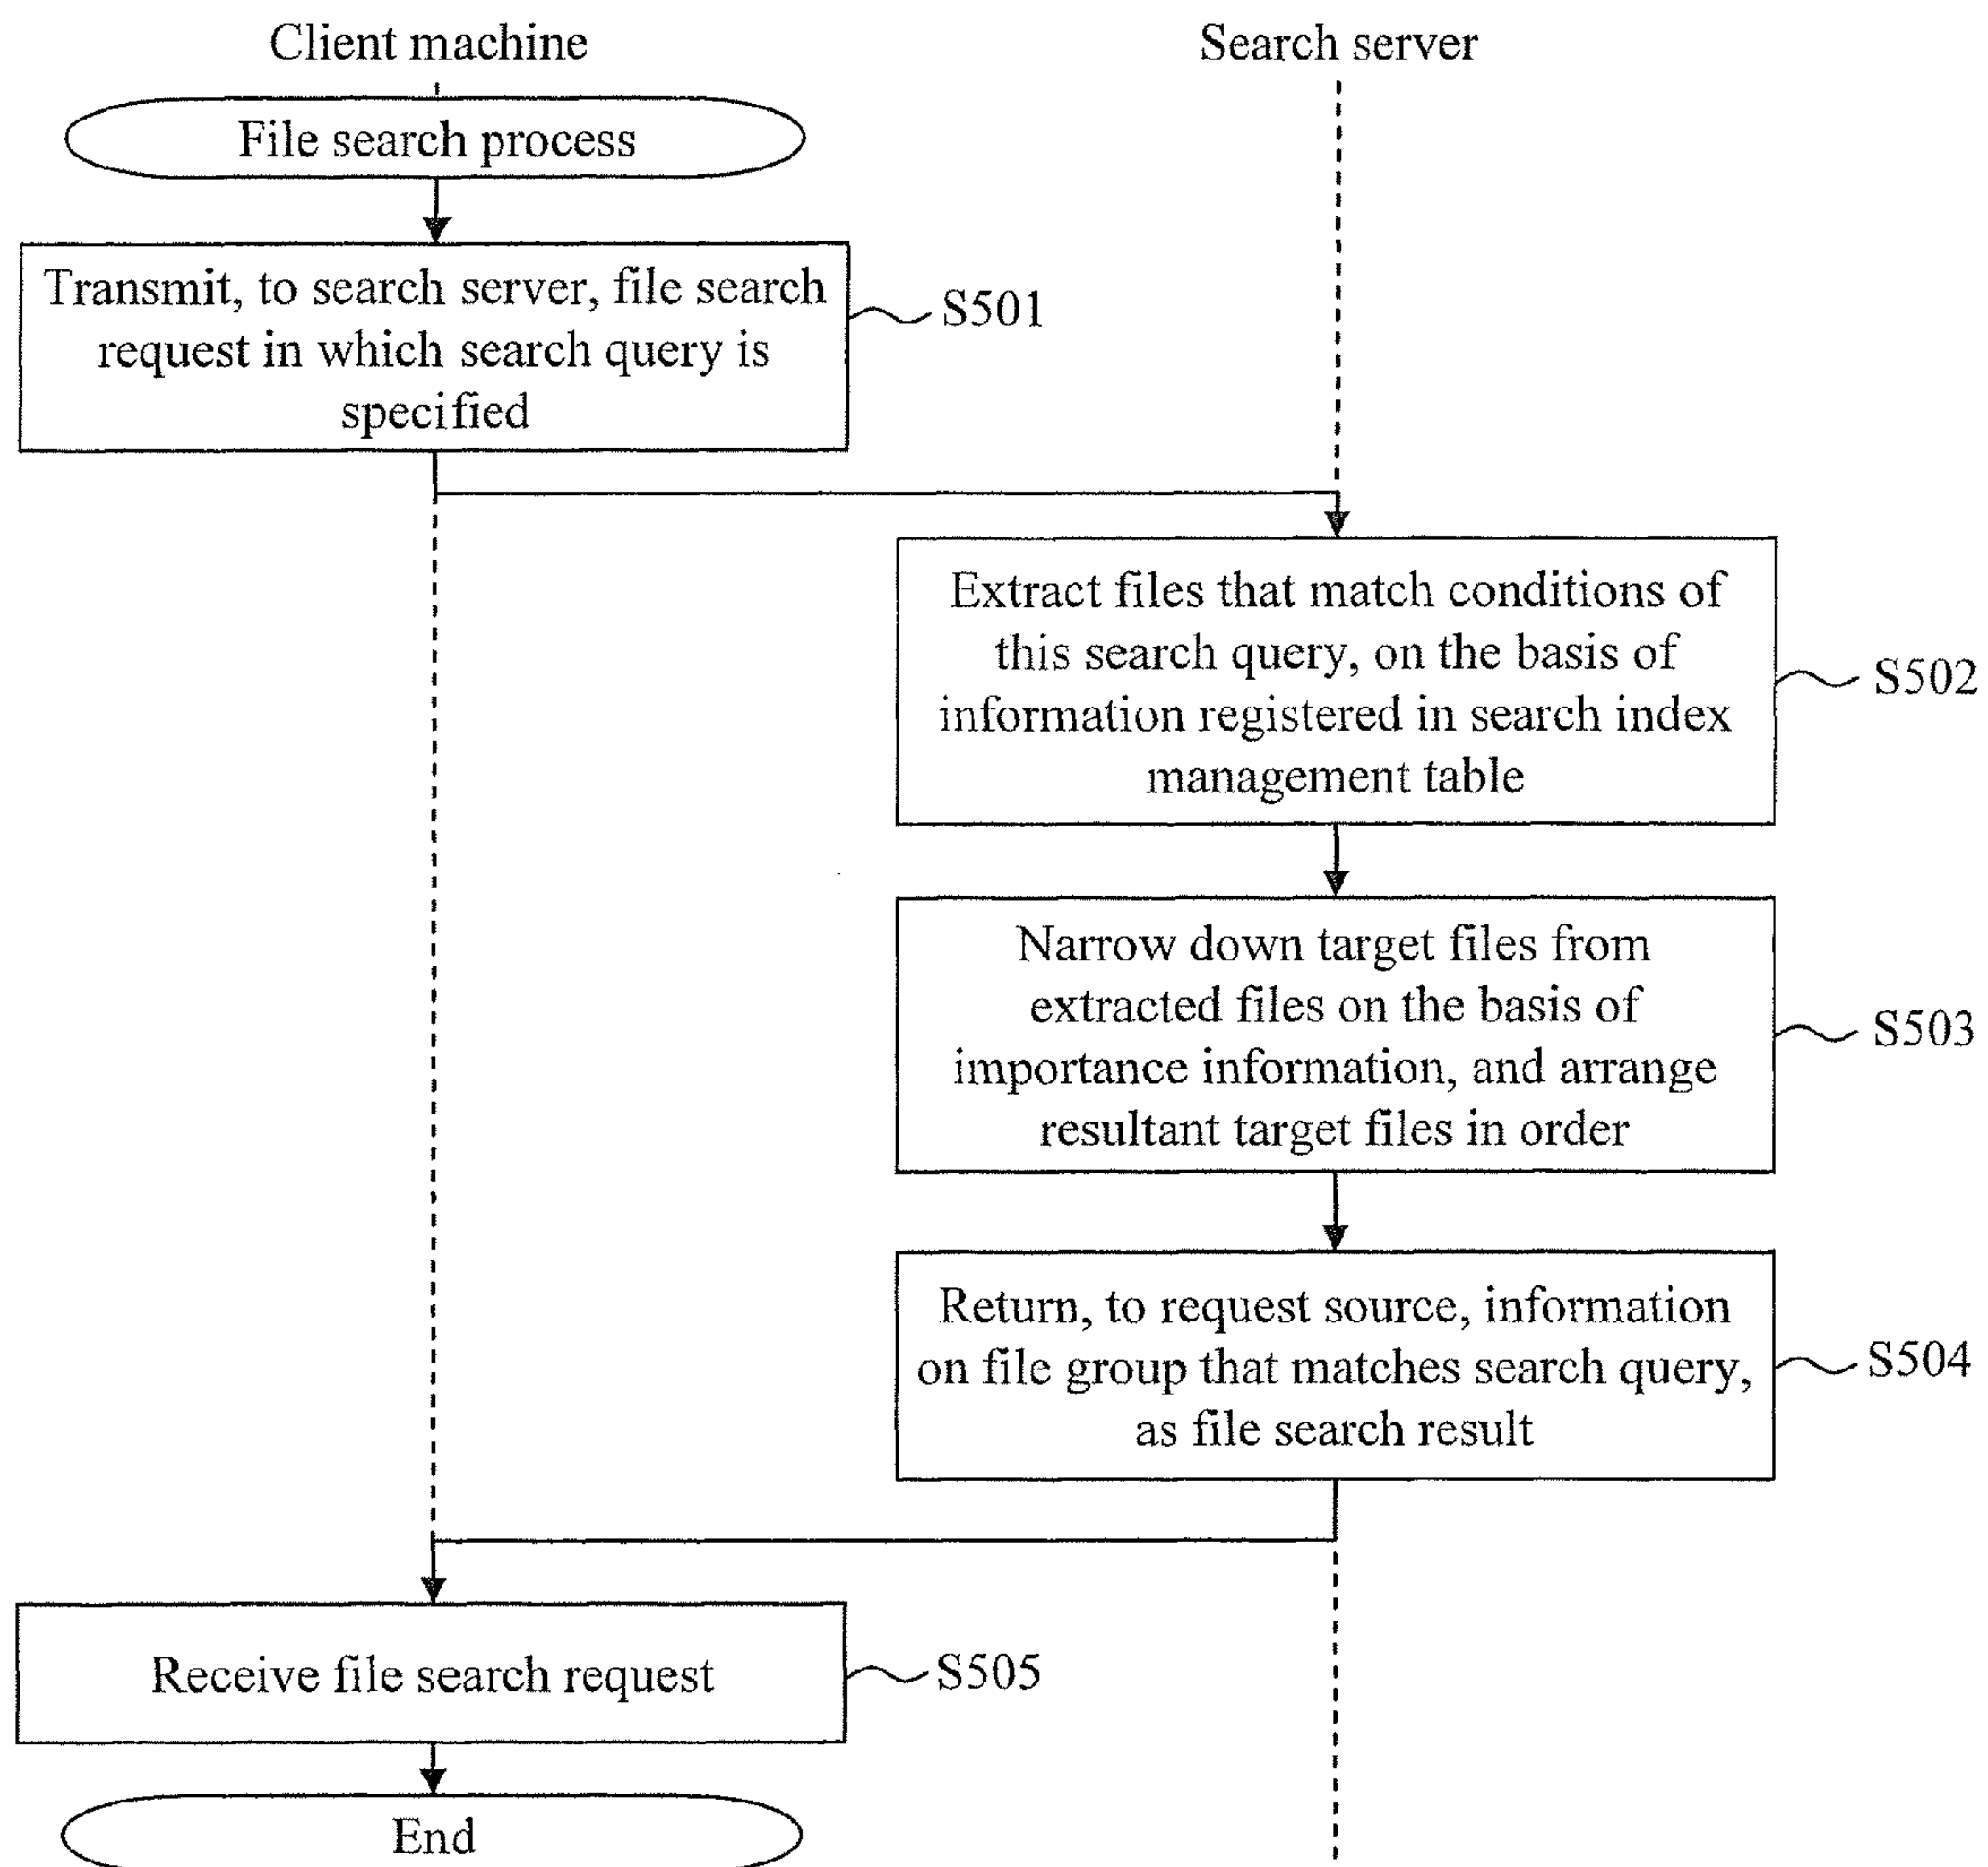 Client machine
Search server
File search process
Transmit, to search server, file search
request in which search query is
specified
S501
Extract files that match conditions of
this search query, on the basis of
information registered in search index
management table
S502
Narrow down target files from
extracted files on the basis of
importance information, and arrange
resultant target files in order
S503
Return, to request source, information
on file group that matches search query,
as file search result
S504
Receive file search request
S505
End